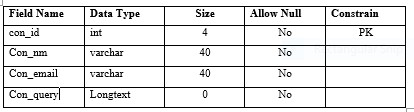 Field Name Data Type Size Allow Null Constrain
con_id int 4 No PK
Con_nm varchar 40 No
Con_email varchar 40 No
Con_query Longtext 0 No